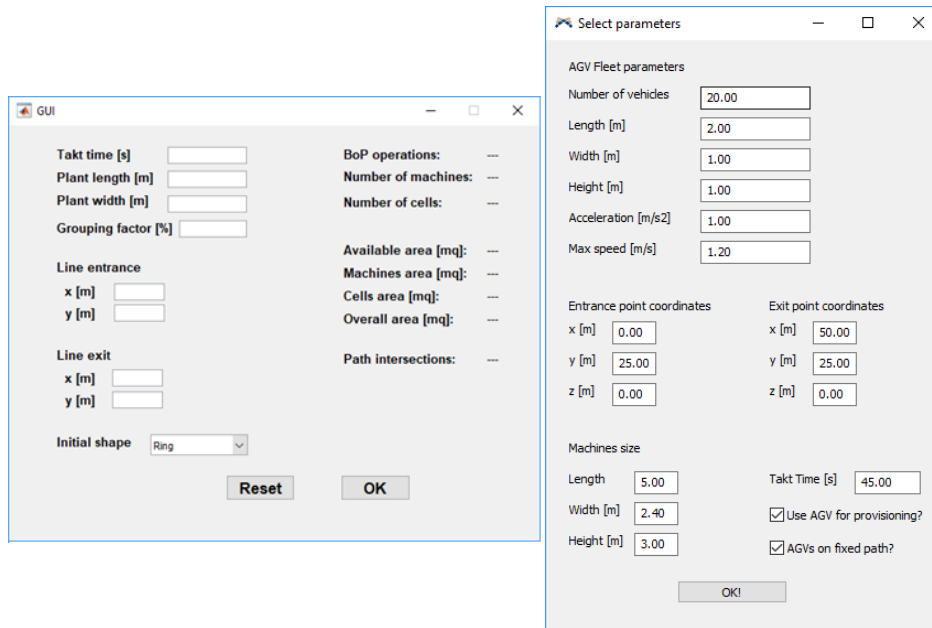 GUI
Takt time [s]
Plant length [m]
Plant width [m]
Grouping factor [%]
Line entrance
x [m]
y [m]
Line exit
x [m]
y [m]
Initial shape Ring
BoP operations: ---
Number of machines: ---
Number of cells: ---
Available area [mq]: ---
Machines area [mq]: ---
Cells area [mq]: ---
Overall area [mq]: ---
Path intersections: ---
Reset OK
Select parameters
AGV Fleet parameters
Number of vehicles 20.00
Length [m] 2.00
Width [m] 1.00
Height [m] 1.00
Acceleration [m/s2] 1.00
Max speed [m/s] 1.20
Entrance point coordinates
x [m] 0.00
y [m] 25.00
z [m] 0.00
Exit point coordinates
x [m] 50.00
y [m] 25.00
z [m] 0.00
Machines size
Length 5.00
Width [m] 2.40
Height [m] 3.00
Takt Time [s] 45.00
Use AGV for provisioning?
AGVs on fixed path?
OK!